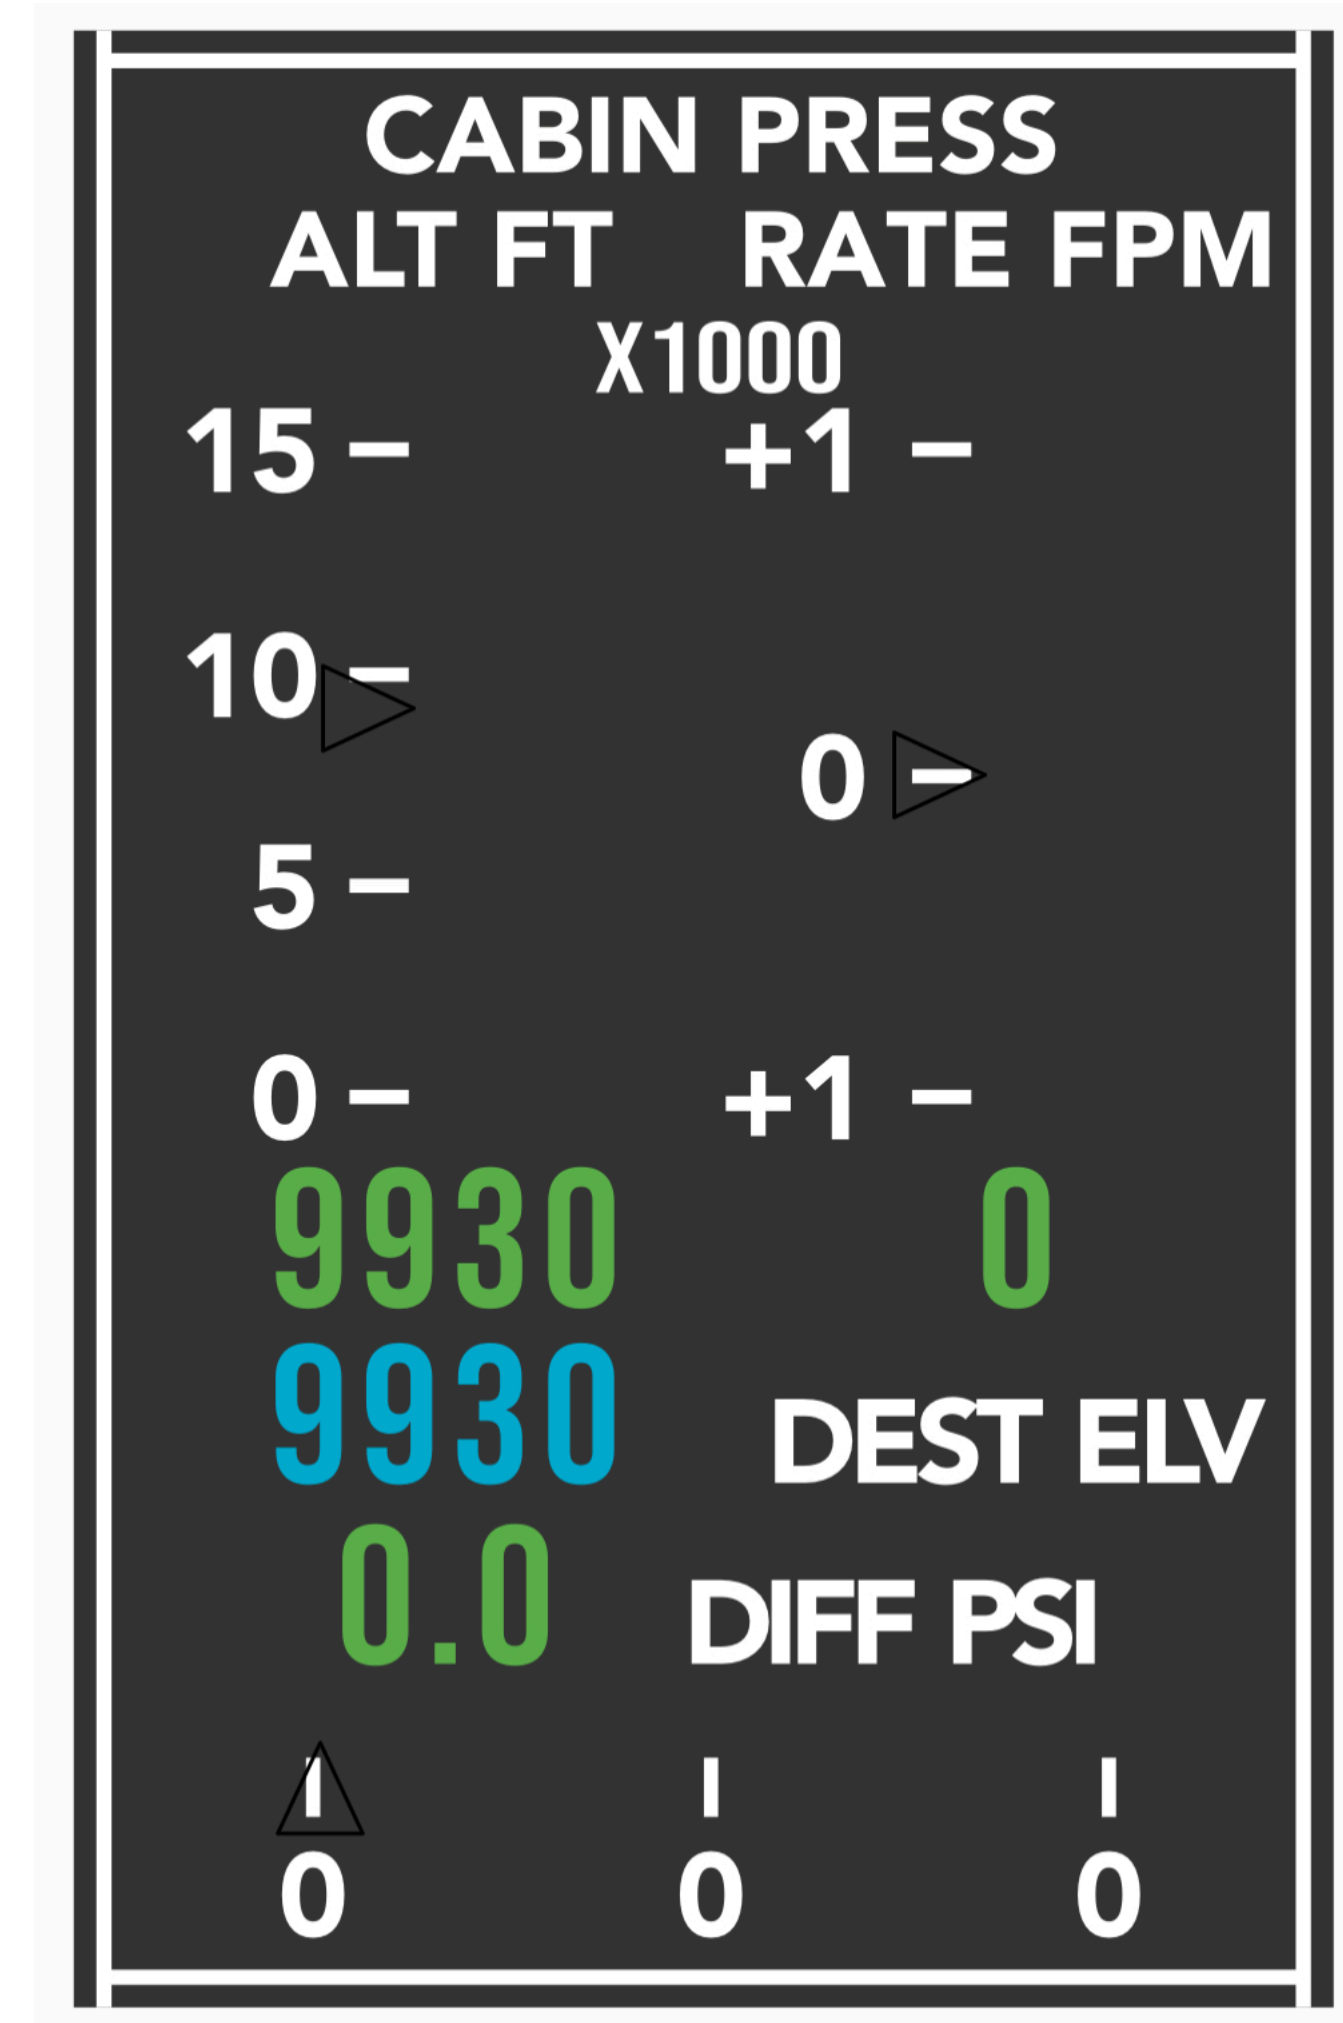 CABIN PRESS
ALT FT RATE FPM
X1000
15 +1
10
0
5
0 +1
9930 0
9930 DEST ELV
0.0 DIFF PSI
0 0 0